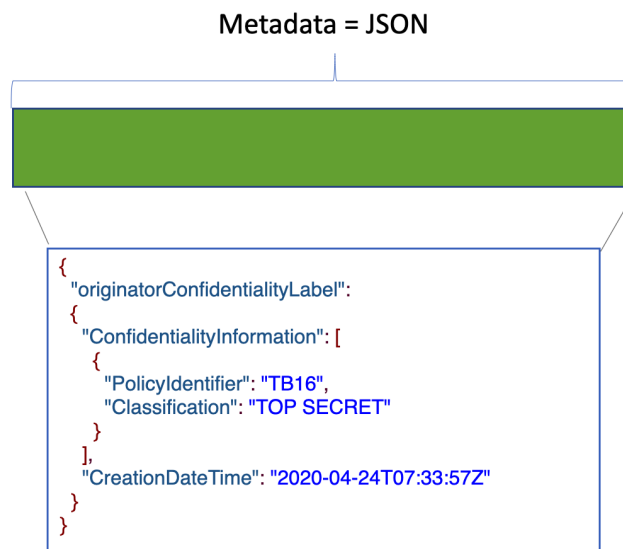 Metadata = JSON
{
"originatorConfidentialityLabel":
{
"ConfidentialityInformation": [
{
"PolicyIdentifier": "TB16",
"Classification": "TOP SECRET"
}
],
"CreationDateTime": "2020-04-24T07:33:57Z"
}
}